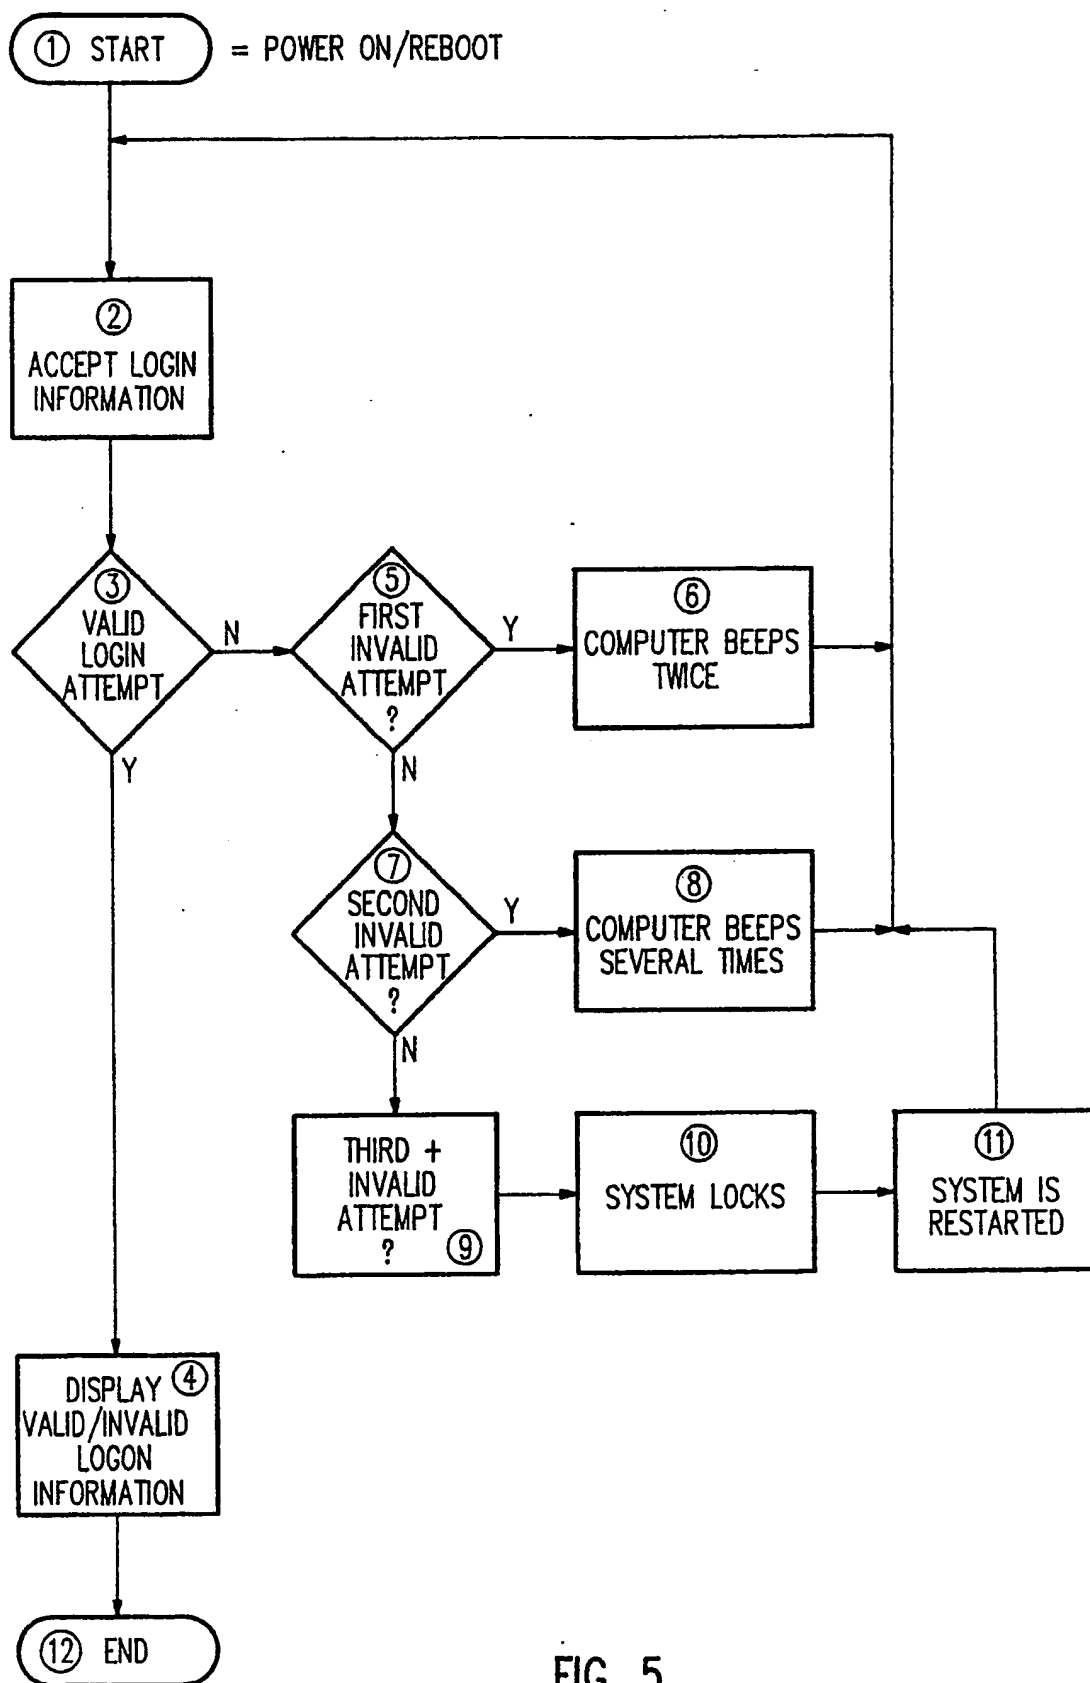 ① START = POWER ON/REBOOT
②
ACCEPT LOGIN
INFORMATION
③
VALID
LOGIN
ATTEMPT
N
Y
⑤
FIRST
INVALID
ATTEMPT
?
Y
N
⑥
COMPUTER BEEPS
TWICE
⑦
SECOND
INVALID
ATTEMPT
?
Y
N
⑧
COMPUTER BEEPS
SEVERAL TIMES
THIRD +
INVALID
ATTEMPT
? ⑨
⑩
SYSTEM LOCKS
⑪
SYSTEM IS
RESTARTED
DISPLAY ④
VALID/INVALID
LOGON
INFORMATION
⑫ END
FIG. 5